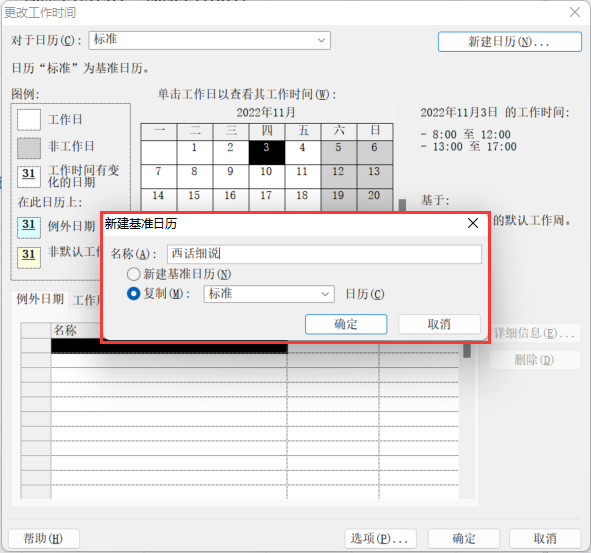 更改工作时间
对于日历(C): 标准 新建日历(N)...
日历“标准”为基准日历。
图例: 单击工作日以查看其工作时间(W):
2022年11月 2022年11月3日 的工作时间:
工作日 一 二 三 四 五 六 日
1 2 3 4 5 6 - 8:00 至 12:00
非工作日 - 13:00 至 17:00
31 工作时间有变化的日期 7 8 9 10 11 12 13
在此日历上: 14 15 16 17 18 19 20
31 例外日期 基于:
31 非默认工作 的默认工作周。
新建基准日历
名称(A): 西话细说
新建基准日历(N)
复制(M): 标准 日历(C)
确定 取消
例外日期 工作
名称
详细信息(E)...
删除(D)
帮助(H) 选项(P)... 确定 取消